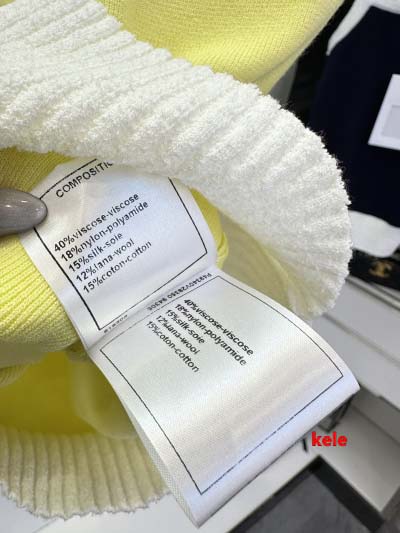 COMPOSITI
40%viscose-viscose
18%nylon-polyamide
15%silk-soie
12%lana-wool
15%coton-cotton
40%viscose-viscose
18%nylon-polyamide
15%silk-soie
12%lana-wool
15%coton-cotton
kele